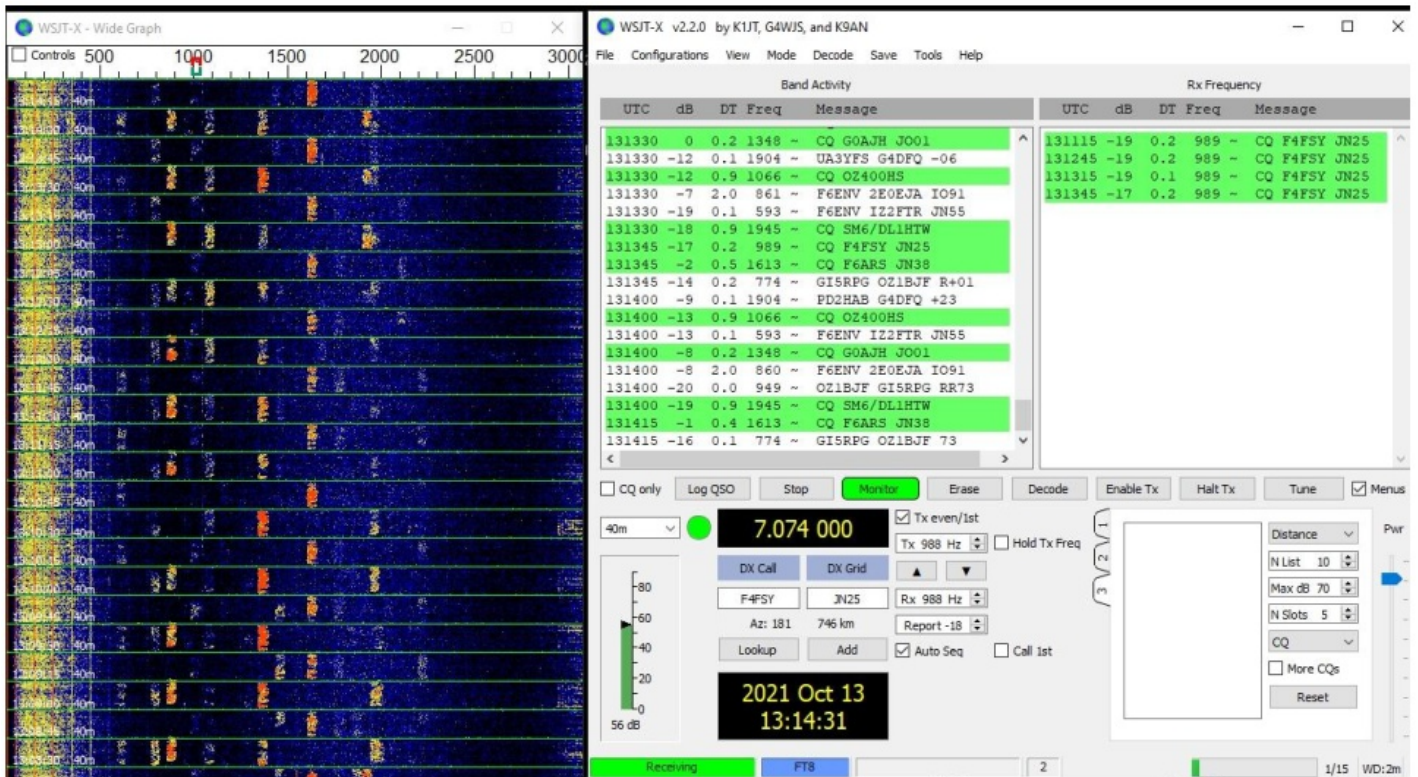 WSJT-X - Wide Graph
Controls 500 1000 1500 2000 2500 3000
WSJT-X v2.2.0 by K1JT, G4WJS, and K9AN
File Configurations View Mode Decode Save Tools Help
Band Activity
UTC dB DT Freq Message
131330 0 0.2 1348 ~ CQ G0AJH JO01
131330 -12 0.1 1904 ~ UA3YFS G4DFQ -06
131330 -12 0.9 1066 ~ CQ OZ400HS
131330 -7 2.0 861 ~ F6ENV 2E0EJA IO91
131330 -19 0.1 593 ~ F6ENV IZ2FTR JN55
131330 -18 0.9 1945 ~ CQ SM6/DL1HTW
131345 -17 0.2 989 ~ CQ F4FSY JN25
131345 -2 0.5 1613 ~ CQ F6ARS JN38
131345 -14 0.2 774 ~ GI5RPG OZ1BJF R+01
131400 -9 0.1 1904 ~ PD2HAB G4DFQ +23
131400 -13 0.9 1066 ~ CQ OZ400HS
131400 -13 0.1 593 ~ F6ENV IZ2FTR JN55
131400 -8 0.2 1348 ~ CQ G0AJH JO01
131400 -8 2.0 860 ~ F6ENV 2E0EJA IO91
131400 -20 0.0 949 ~ OZ1BJF GI5RPG RR73
131400 -19 0.9 1945 ~ CQ SM6/DL1HTW
131415 -1 0.4 1613 ~ CQ F6ARS JN38
131415 -16 0.1 774 ~ GI5RPG OZ1BJF 73
Rx Frequency
UTC dB DT Freq Message
131115 -19 0.2 989 ~ CQ F4FSY JN25
131245 -19 0.2 989 ~ CQ F4FSY JN25
131315 -19 0.1 989 ~ CQ F4FSY JN25
131345 -17 0.2 989 ~ CQ F4FSY JN25
CQ only Log QSO Stop Monitor Erase Decode Enable Tx Halt Tx Tune Menus
40m
7.074 000
DX Call DX Grid
F4FSY JN25
Az: 181 746 km
Lookup Add
2021 Oct 13
13:14:31
-80
-60
-40
-20
-0
56 dB
Tx even/1st
Tx 988 Hz Hold Tx Freq
Rx 988 Hz
Report -18
Auto Seq Call 1st
1
2
3
Distance
N List 10
Max dB 70
N Slots 5
CQ
More CQs
Reset
Pwr
Receiving FT8 2 1/15 WD:2m